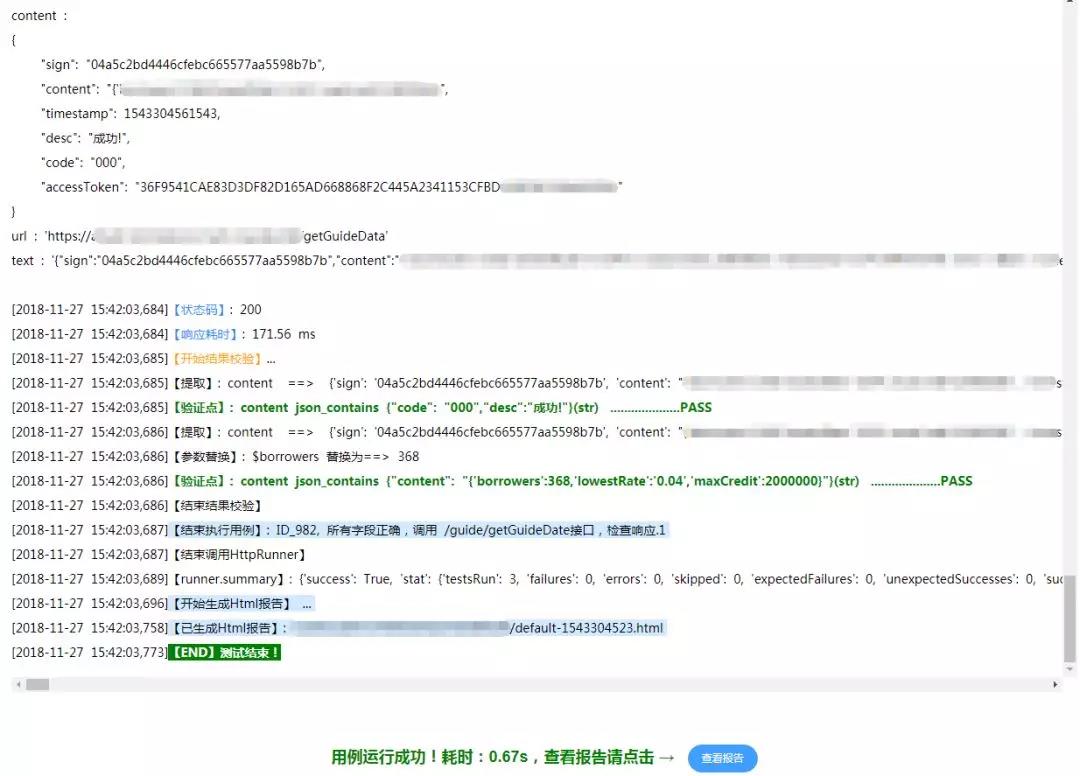 content :
{
"sign": "04a5c2bd4446cfebc665577aa5598b7b",
"content": "{'
"timestamp": 1543304561543,
"desc": "成功!",
"code": "000",
"accessToken": "36F9541CAE83D3DF82D165AD668868F2C445A2341153CFBD
}
url : 'https://a /getGuideData'
text : '{"sign":"04a5c2bd4446cfebc665577aa5598b7b","content":"
[2018-11-27 15:42:03,684]【状态码】: 200
[2018-11-27 15:42:03,684]【响应耗时】: 171.56 ms
[2018-11-27 15:42:03,685]【开始结果校验】...
[2018-11-27 15:42:03,685]【提取】: content ==> {'sign': '04a5c2bd4446cfebc665577aa5598b7b', 'content': "
[2018-11-27 15:42:03,685]【验证点】: content json_contains {"code": "000","desc":"成功!"}(str) ....................PASS
[2018-11-27 15:42:03,686]【提取】: content ==> {'sign': '04a5c2bd4446cfebc665577aa5598b7b', 'content': "
[2018-11-27 15:42:03,686]【参数替换】: $borrowers 替换为==> 368
[2018-11-27 15:42:03,686]【验证点】: content json_contains {"content": "{'borrowers':368,'lowestRate':'0.04','maxCredit':2000000}"}(str) ....................PASS
[2018-11-27 15:42:03,686]【结束结果校验】
[2018-11-27 15:42:03,687]【结束执行用例】: ID_982, 所有字段正确，调用 /guide/getGuideDate接口，检查响应.1
[2018-11-27 15:42:03,687]【结束调用HttpRunner】
[2018-11-27 15:42:03,689]【runner.summary】: {'success': True, 'stat': {'testsRun': 3, 'failures': 0, 'errors': 0, 'skipped': 0, 'expectedFailures': 0, 'unexpectedSuccesses': 0, 'suc
[2018-11-27 15:42:03,696]【开始生成Html报告】 ...
[2018-11-27 15:42:03,758]【已生成Html报告】: /default-1543304523.html
[2018-11-27 15:42:03,773]【END】测试结束！
用例运行成功！耗时：0.67s，查看报告请点击 → 查看报告